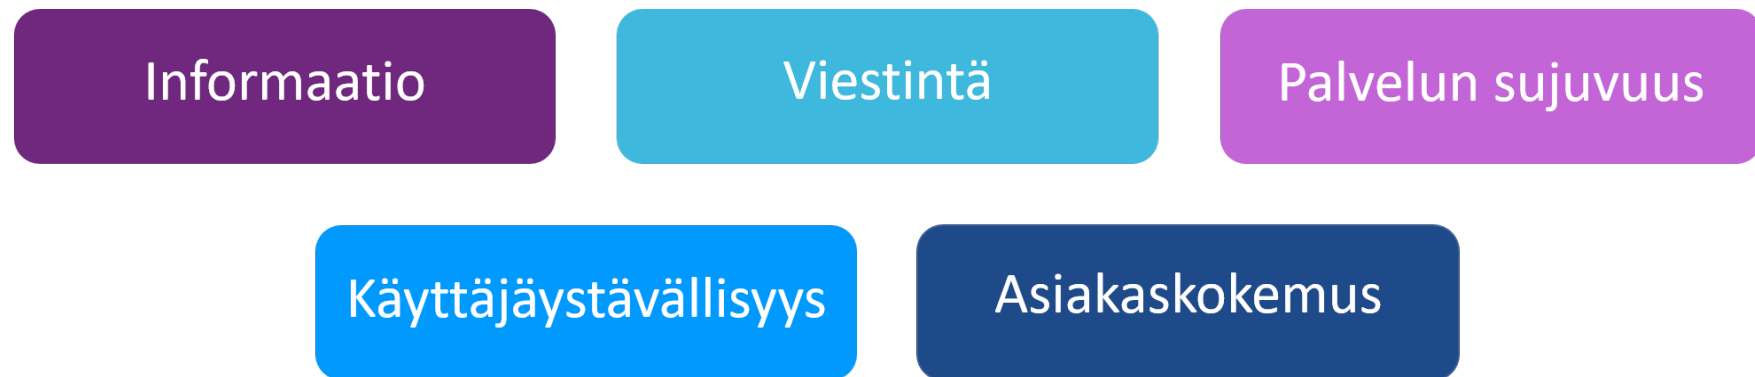 Informaatio
Viestintä
Palvelun sujuvuus
Käyttäjäystävällisyys
Asiakaskokemus